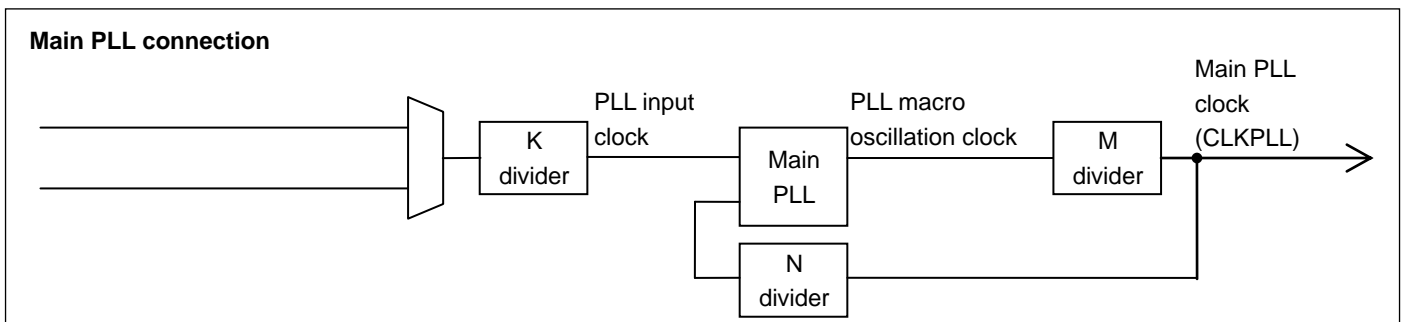 Main PLL connection
Main PLL
clock
(CLKPLL)
PLL input
clock
PLL macro
oscillation clock
K
divider
Main
PLL
M
divider
N
divider